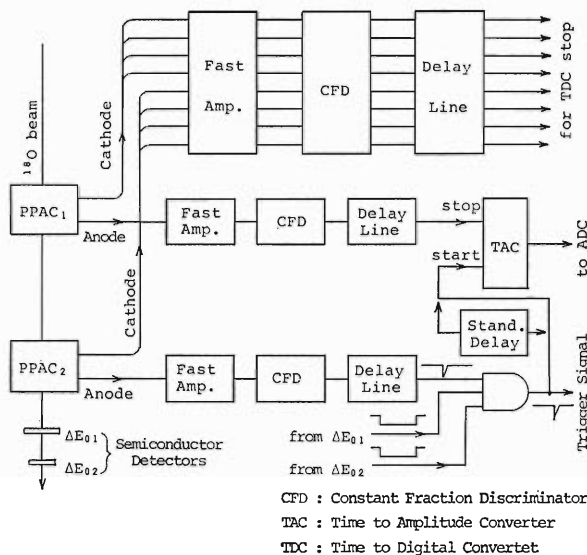 Fast
Amp.
CFD
Delay
Line
for TDC stop
Cathode
¹⁸O beam
PPAC₁
Anode
Fast
Amp.
CFD
Delay
Line
stop
start
TAC
to ADC
Cathode
Stand.
Delay
PPAC₂
Anode
Fast
Amp.
CFD
Delay
Line
Trigger Signal
ΔE₀₁
ΔE₀₂
Semiconductor
Detectors
from ΔE₀₁
from ΔE₀₂
CFD : Constant Fraction Discriminator
TAC : Time to Amplitude Converter
TDC : Time to Digital Convertet